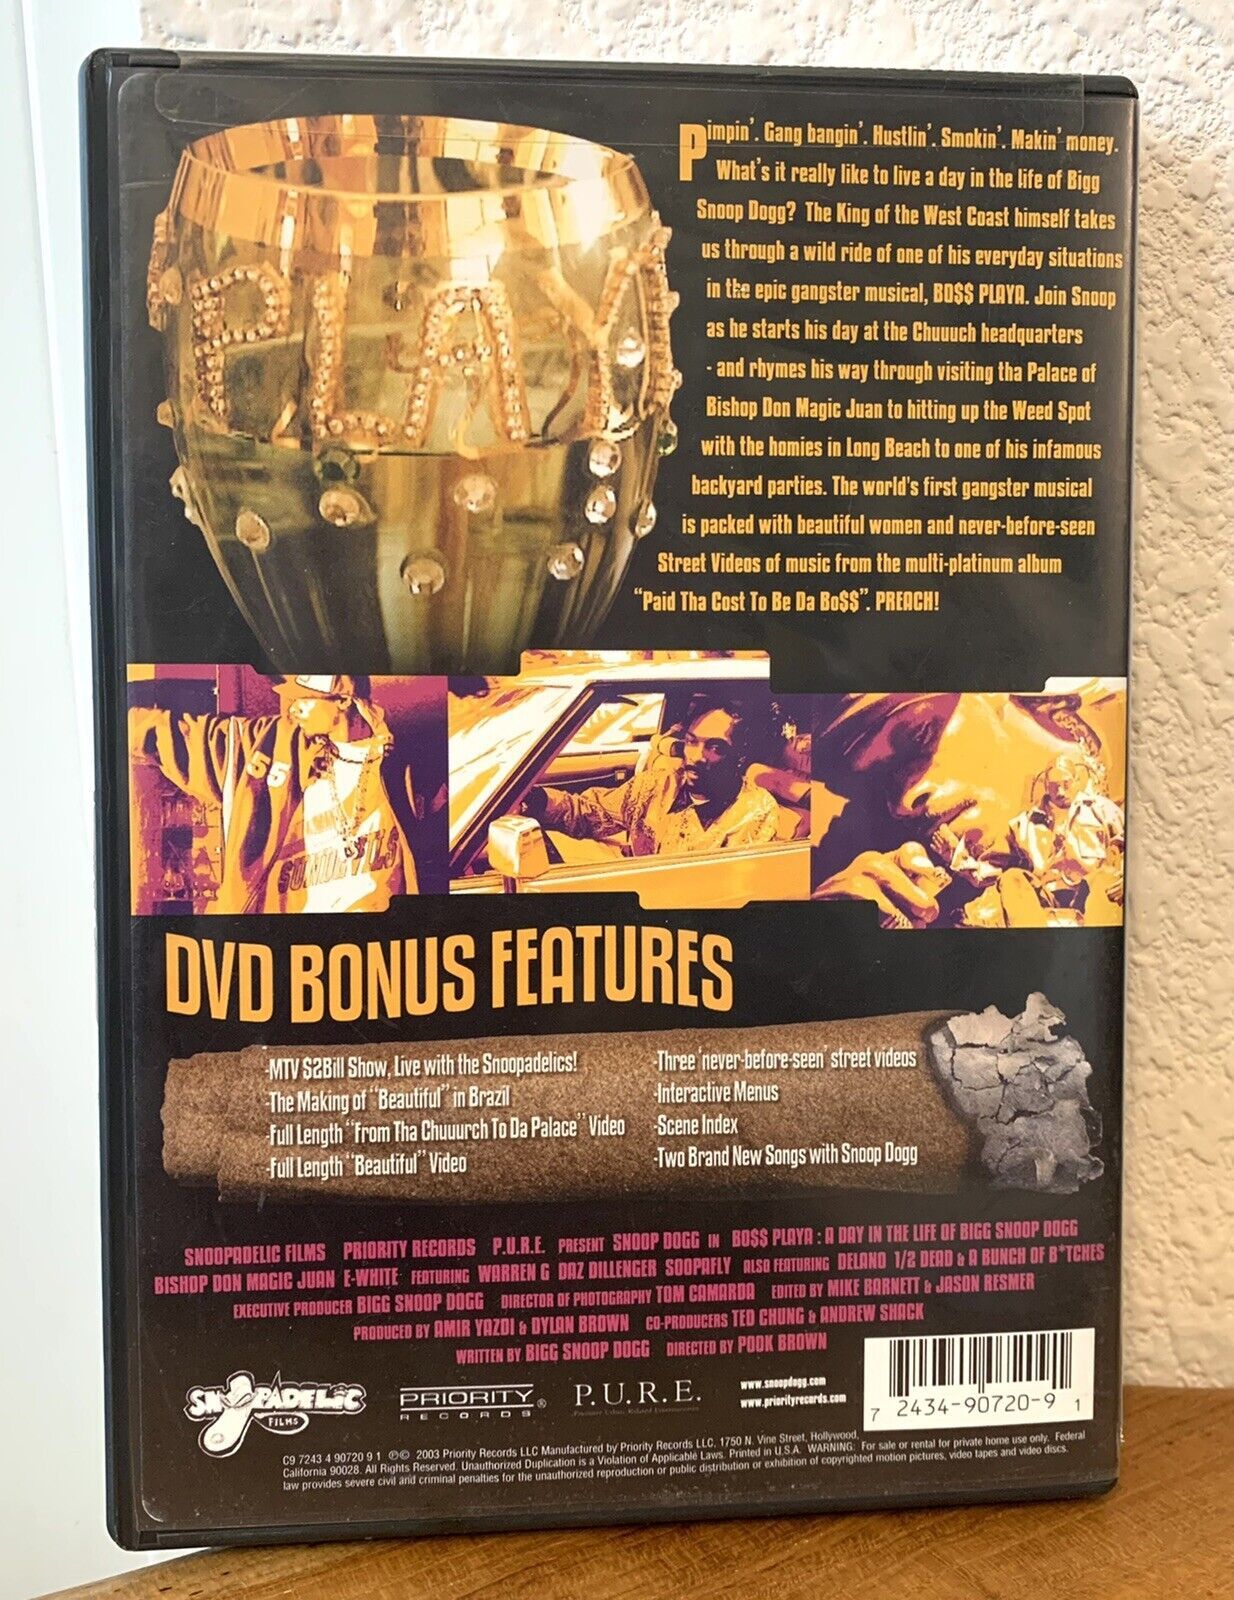 PLAYA
Pimpin'. Gang bangin'. Hustlin'. Smokin'. Makin' money.
What's it really like to live a day in the life of Bigg
Snoop Dogg? The King of the West Coast himself takes
us through a wild ride of one of his everyday situations
in the epic gangster musical, BO$$ PLAYA. Join Snoop
as he starts his day at the Chuuuch headquarters
- and rhymes his way through visiting tha Palace of
Bishop Don Magic Juan to hitting up the Weed Spot
with the homies in Long Beach to one of his infamous
backyard parties. The world's first gangster musical
is packed with beautiful women and never-before-seen
Street Videos of music from the multi-platinum album
"Paid Tha Cost To Be Da Bo$$". PREACH!
55
DVD BONUS FEATURES
-MTV $2Bill Show, Live with the Snoopadelics!
-The Making of "Beautiful" in Brazil
-Full Length "From Tha Chuuurch To Da Palace" Video
-Full Length "Beautiful" Video
-Three 'never-before-seen' street videos
-Interactive Menus
-Scene Index
-Two Brand New Songs with Snoop Dogg
SNOOPADELIC FILMS PRIORITY RECORDS P.U.R.E. PRESENT SNOOP DOGG IN BO$$ PLAYA : A DAY IN THE LIFE OF BIGG SNOOP DOGG
BISHOP DON MAGIC JUAN E-WHITE FEATURING WARREN G DAZ DILLENGER SOOPAFLY ALSO FEATURING DELANO 1/2 DEAD & A BUNCH OF B*TCHES
EXECUTIVE PRODUCER BIGG SNOOP DOGG DIRECTOR OF PHOTOGRAPHY TOM CAMARDA EDITED BY MIKE BARNETT & JASON RESMER
PRODUCED BY AMIR YAZDI & DYLAN BROWN CO-PRODUCERS TED CHUNG & ANDREW SHACK
WRITTEN BY BIGG SNOOP DOGG DIRECTED BY POOK BROWN
SNOOPADELIC
FILMS
PRIORITY®
RECORDS
P.U.R.E.
www.snoopdogg.com
www.priorityrecords.com
7 2434-90720-9 1
C9 7243 4 90720 9 1 ℗© 2003 Priority Records LLC Manufactured by Priority Records LLC. 1750 N. Vine Street, Hollywood,
California 90028. All Rights Reserved. Unauthorized Duplication is a Violation of Applicable Laws. Printed in U.S.A. WARNING: For sale or rental for private home use only. Federal
law provides severe civil and criminal penalties for the unauthorized reproduction or public distribution or exhibition of copyrighted motion pictures, video tapes and video discs.